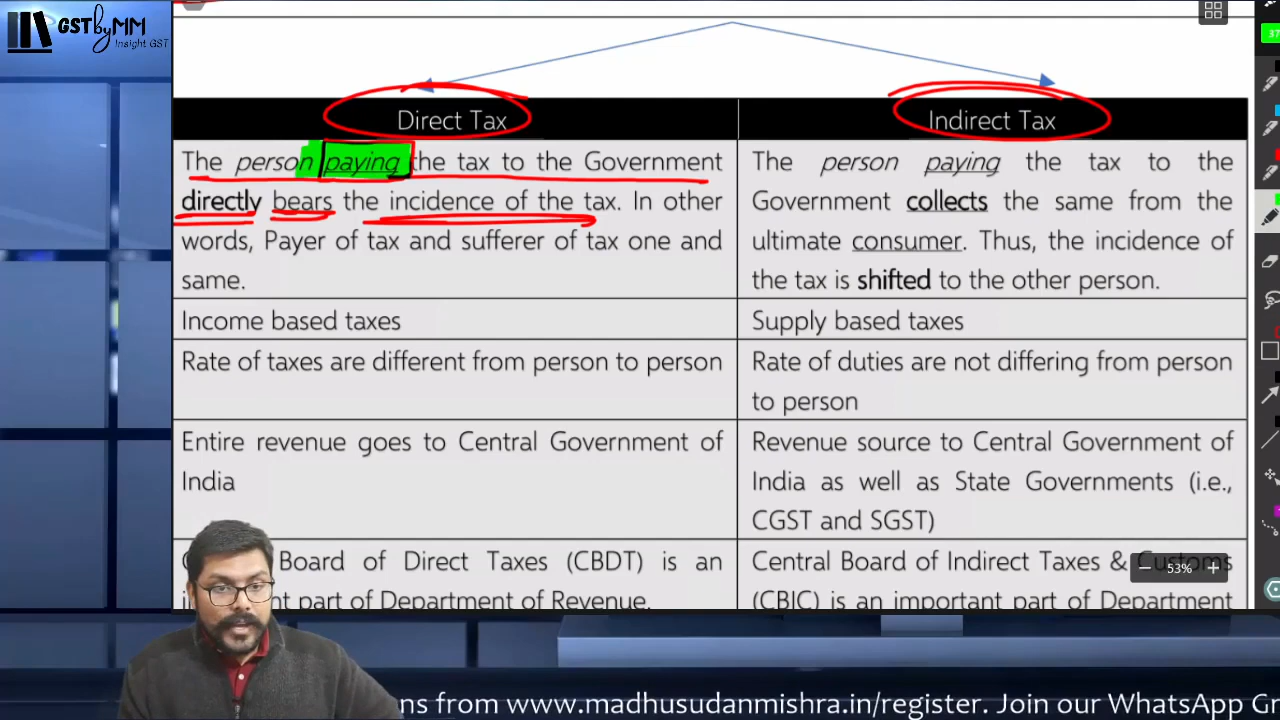 GSTbyMM
Insight GST
Direct Tax
Indirect Tax
The person paying the tax to the Government
directly bears the incidence of the tax. In other
words, Payer of tax and sufferer of tax one and
same.
The person paying the tax to the
Government collects the same from the
ultimate consumer. Thus, the incidence of
the tax is shifted to the other person.
Income based taxes
Supply based taxes
Rate of taxes are different from person to person
Rate of duties are not differing from person
to person
Entire revenue goes to Central Government of
India
Revenue source to Central Government of
India as well as State Governments (i.e.,
CGST and SGST)
Board of Direct Taxes (CBDT) is an
part of Department of Revenue.
Central Board of Indirect Taxes & Customs
(CBIC) is an important part of Department
53%
37
ns from www.madhusudanmishra.in/register. Join our WhatsApp Gr